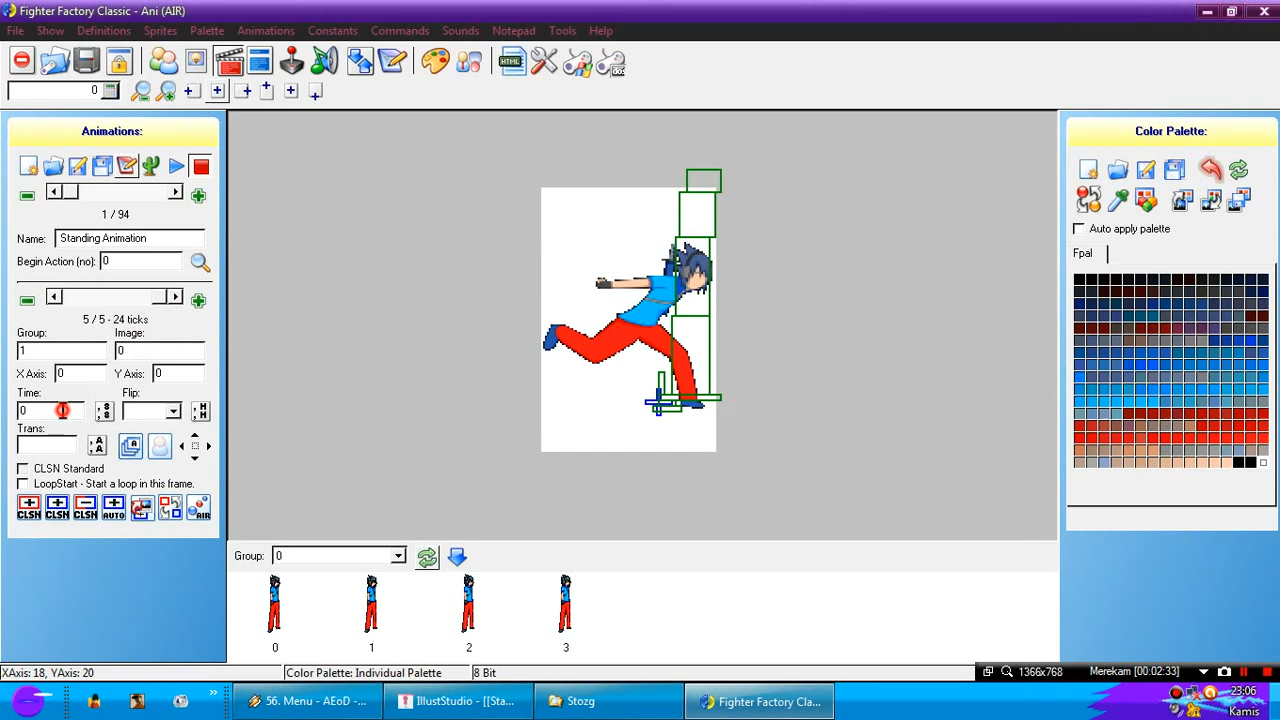 Fighter Factory Classic - Ani (AIR)
File Show Definitions Sprites Palette Animations Constants Commands Sounds Notepad Tools Help
HTML
0
Animations:
Color Palette:
1 / 94
Name: Standing Animation
Auto apply palette
Begin Action (no): 0
Fpal
5 / 5 - 24 ticks
Group: Image:
1 0
X Axis: 0 Y Axis: 0
Time: Flip:
0
Trans:
CLSN Standard
LoopStart - Start a loop in this frame.
CLSN CLSN CLSN AUTO AIR
Group: 0
0 1 2 3
XAxis: 18, YAxis: 20 Color Palette: Individual Palette 8 Bit
1366x768 Merekam [00:02:33]
56. Menu - AEoD -... IllustStudio - [[Sta... Stozg Fighter Factory Cla...
23:06
Kamis